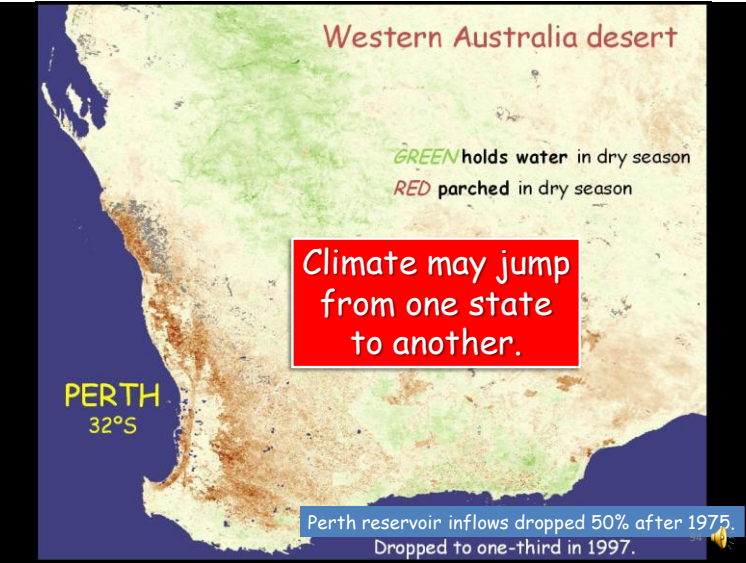 Western Australia desert
GREEN holds water in dry season
RED parched in dry season
Climate may jump
from one state
to another.
PERTH
32°S
Perth reservoir inflows dropped 50% after 1975.
94
Dropped to one-third in 1997.